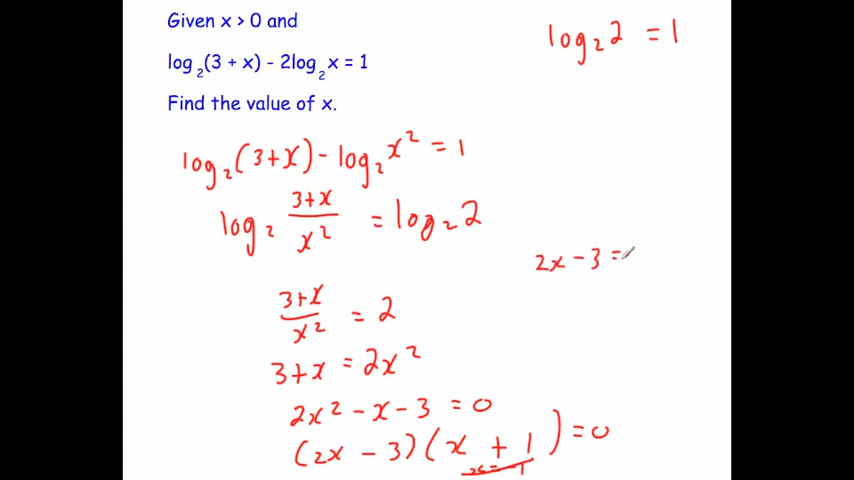 Given x > 0 and
log₂(3 + x) - 2log₂x = 1
Find the value of x.
log₂2 = 1
log₂(3+x) - log₂x² = 1
log₂ (3+x)/x² = log₂2
2x - 3 =
(3+x)/x² = 2
3+x = 2x²
2x² - x - 3 = 0
(2x - 3)(x + 1) = 0
x = -1